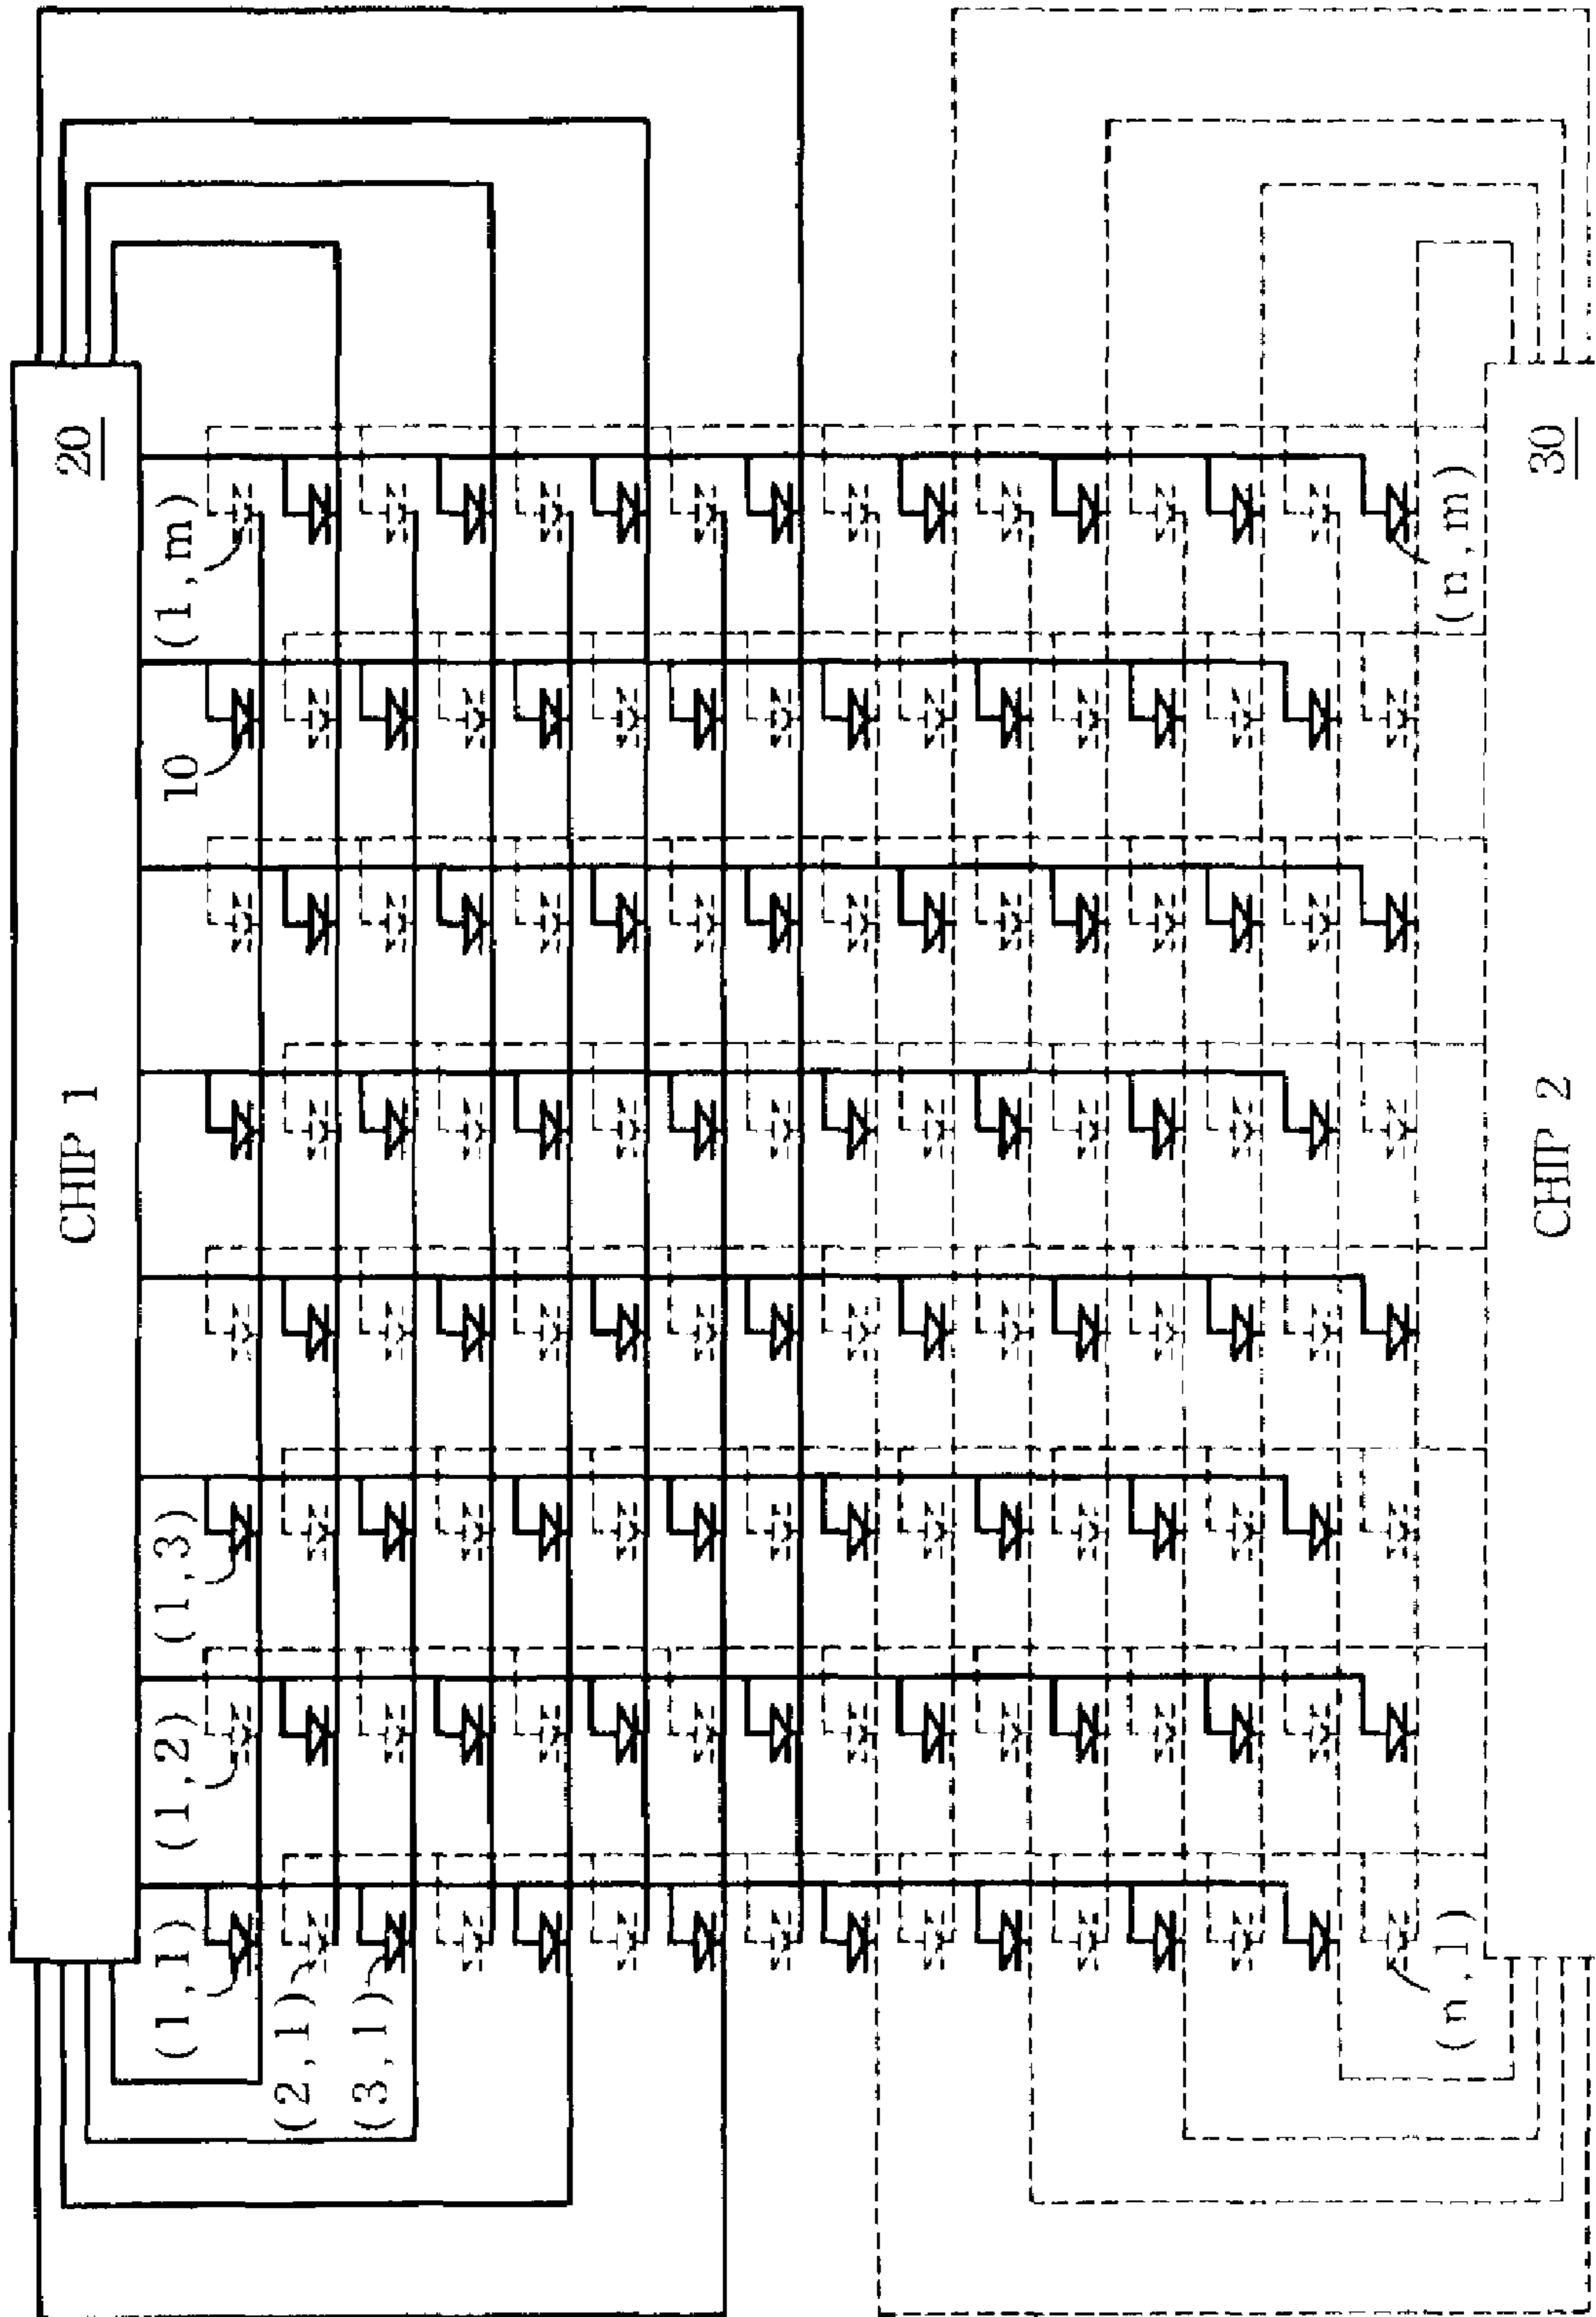 CHIP 1
20
(1,1)
(1,2)
(1,3)
10
(1,m)
(2,1)
(3,1)
(n,1)
(n,m)
CHIP 2
30